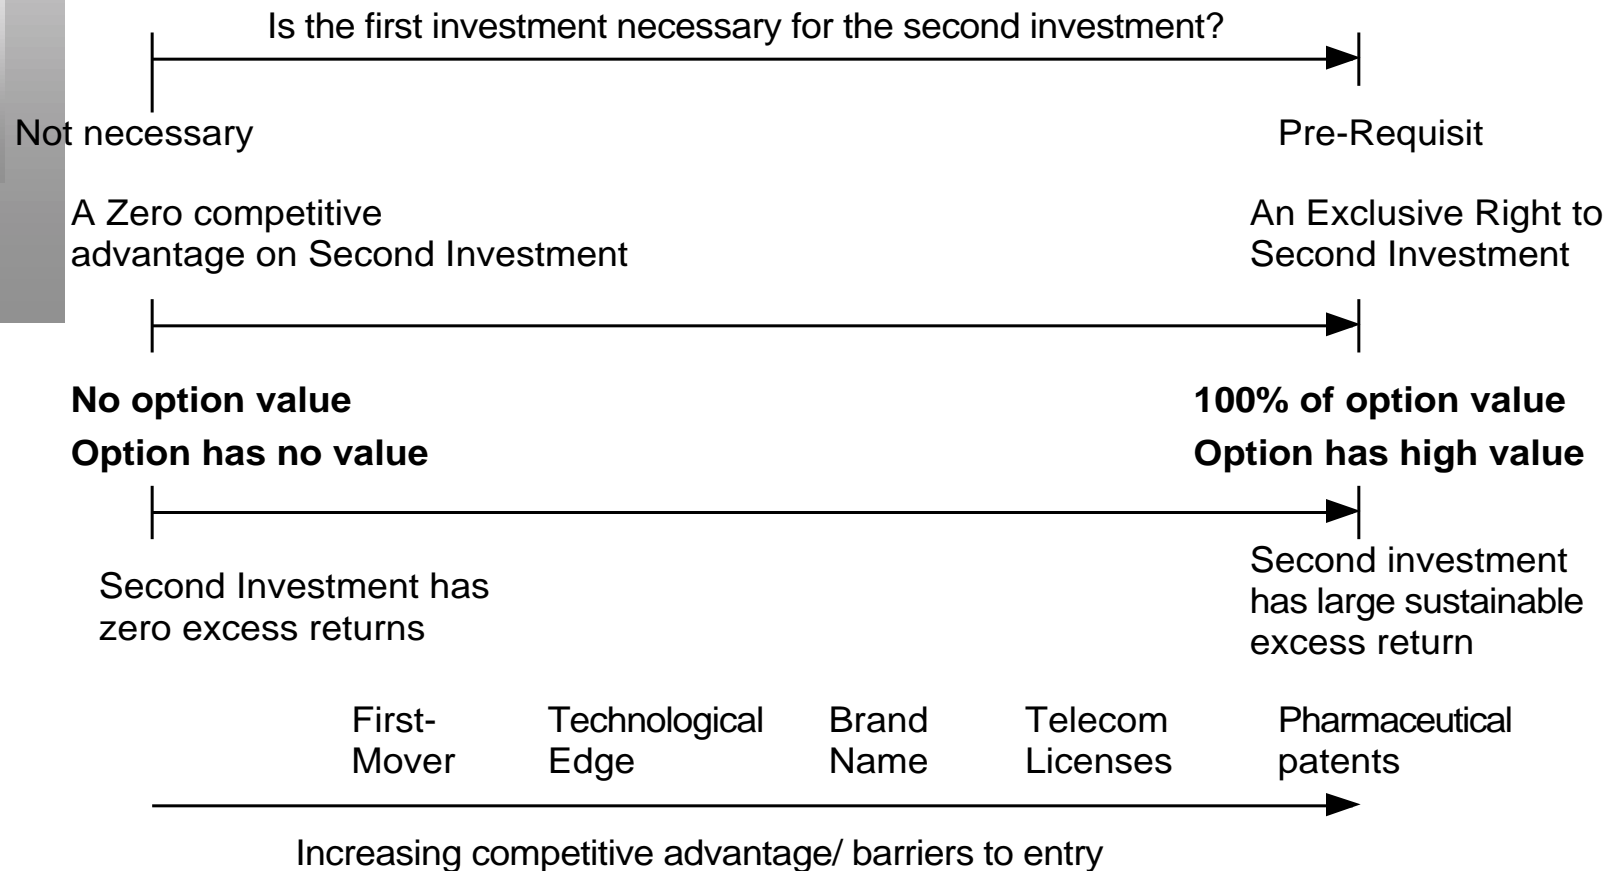 Is the first investment necessary for the second investment?
Not necessary
Pre-Requisit
A Zero competitive
advantage on Second Investment
An Exclusive Right to
Second Investment
No option value
100% of option value
Option has no value
Option has high value
Second Investment has
zero excess returns
Second investment
has large sustainable
excess return
First-
Mover
Technological
Edge
Brand
Name
Telecom
Licenses
Pharmaceutical
patents
Increasing competitive advantage/ barriers to entry